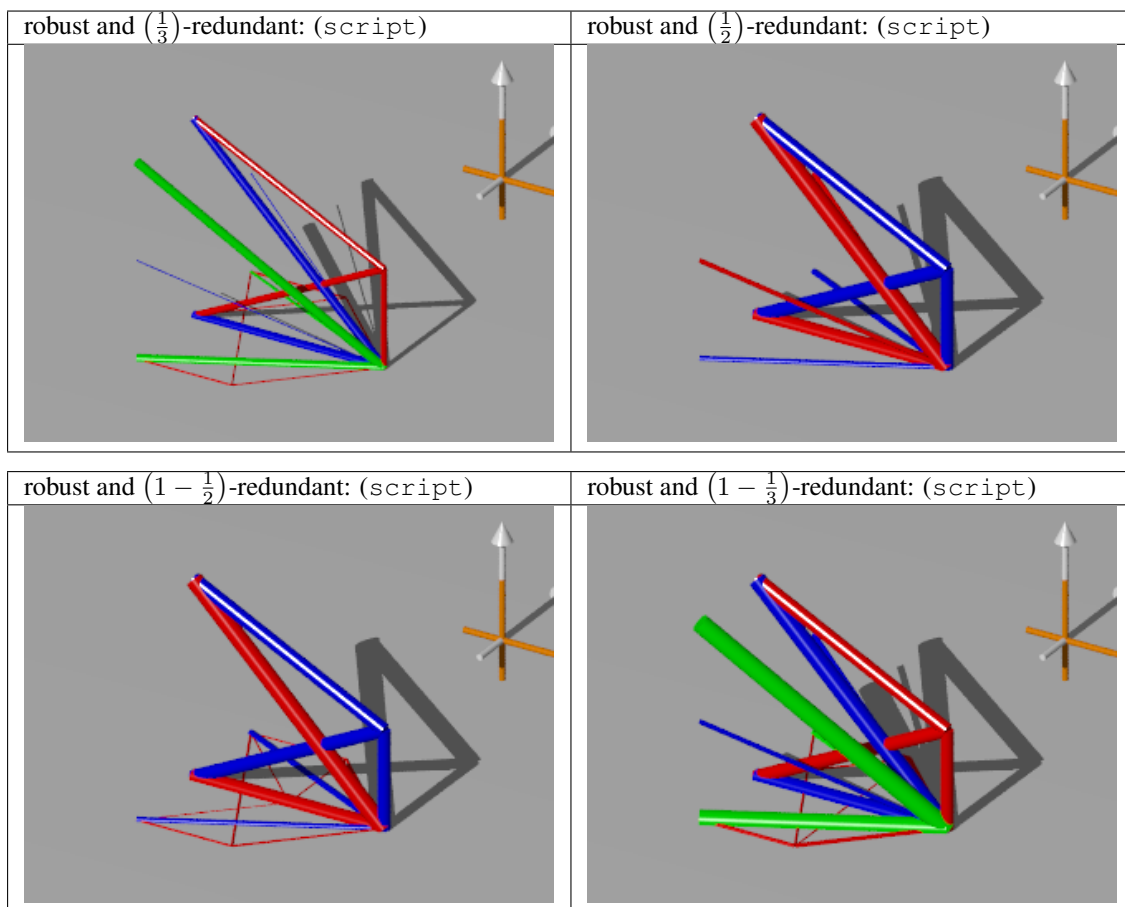 robust and (1/3)-redundant: (script)
robust and (1/2)-redundant: (script)
robust and (1 − 1/2)-redundant: (script)
robust and (1 − 1/3)-redundant: (script)